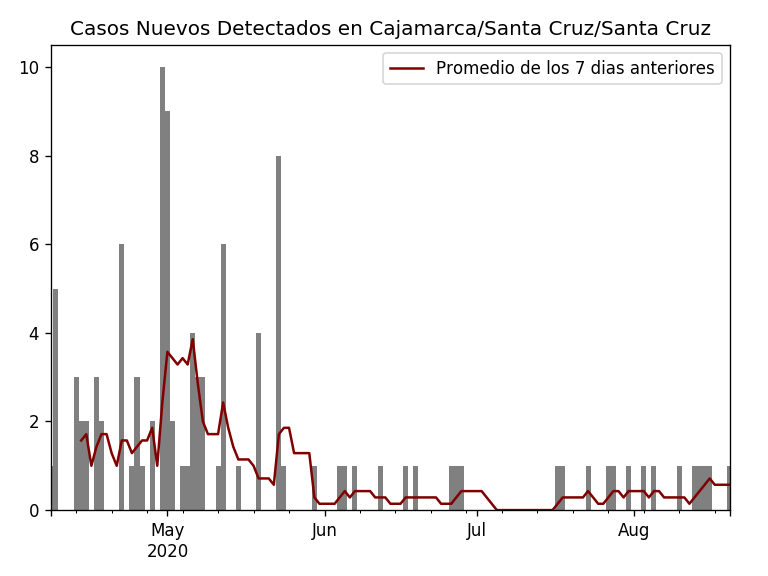 Casos Nuevos Detectados en Cajamarca/Santa Cruz/Santa Cruz
Promedio de los 7 dias anteriores
10
8
6
4
2
0
May
2020
Jun
Jul
Aug